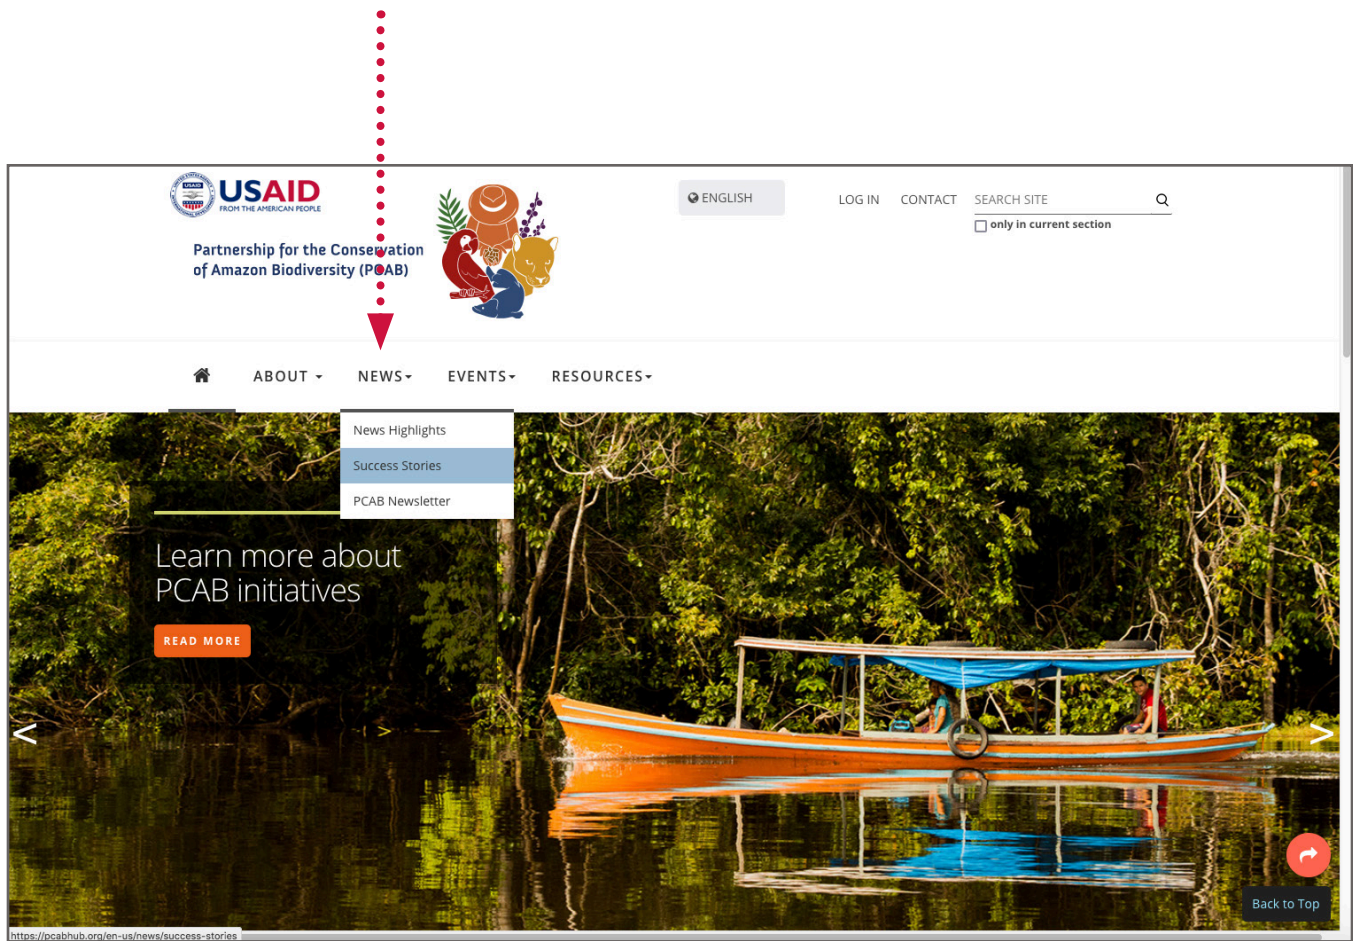 USAID
FROM THE AMERICAN PEOPLE
Partnership for the Conservation
of Amazon Biodiversity (PCAB)
ENGLISH
LOG IN
CONTACT
SEARCH SITE
only in current section
ABOUT
NEWS
EVENTS
RESOURCES
News Highlights
Success Stories
PCAB Newsletter
Learn more about
PCAB initiatives
READ MORE
<
>
>
Back to Top
https://pcabhub.org/en-us/news/success-stories